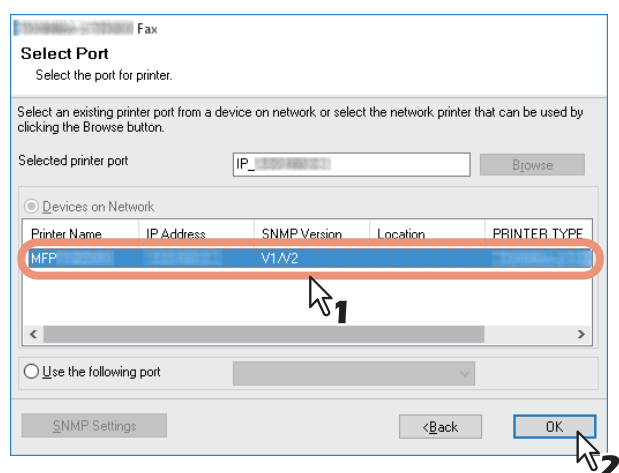 Fax
Select Port
Select the port for printer.
Select an existing printer port from a device on network or select the network printer that can be used by
clicking the Browse button.
Selected printer port
IP_
Browse
Devices on Network
Printer Name IP Address SNMP Version Location PRINTER TYPE
MFP V1/V2
1
< >
Use the following port
SNMP Settings <Back OK
2